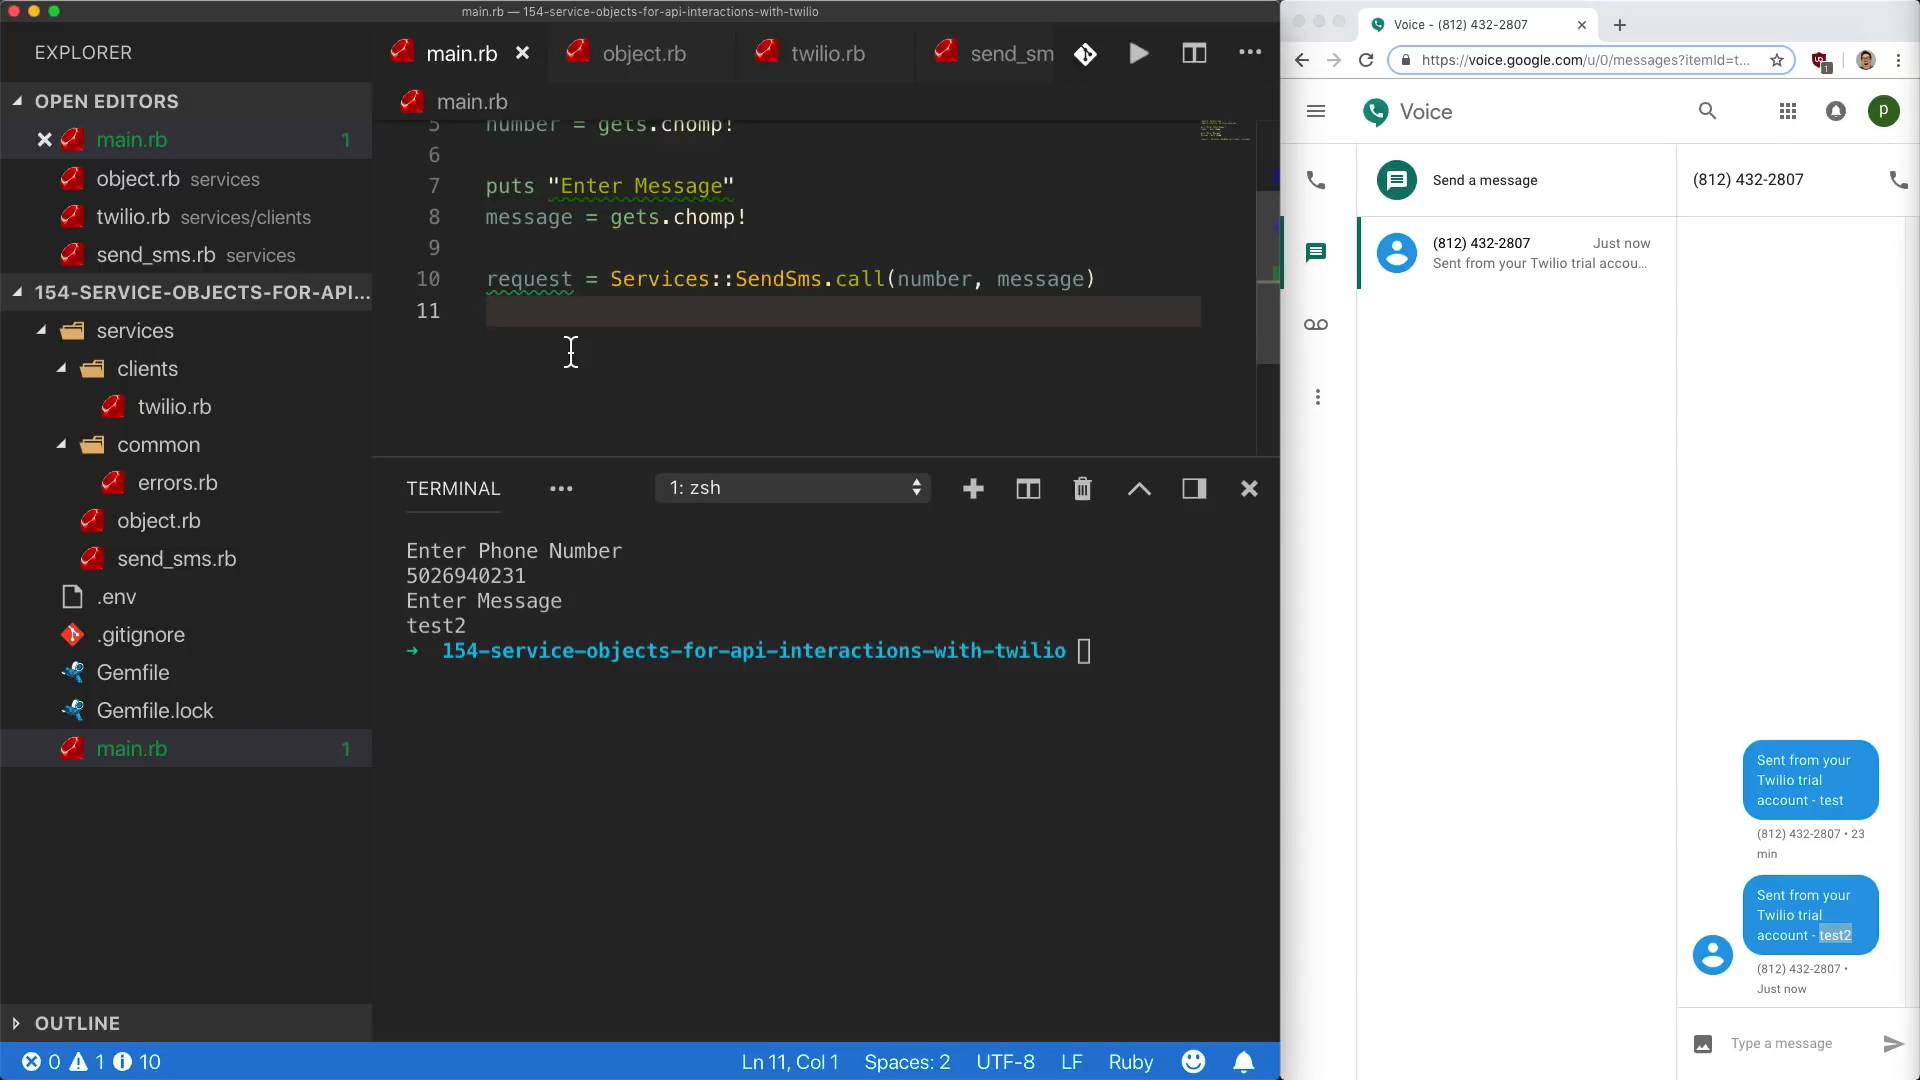 main.rb — 154-service-objects-for-api-interactions-with-twilio
EXPLORER
OPEN EDITORS
main.rb 1
object.rb services
twilio.rb services/clients
send_sms.rb services
154-SERVICE-OBJECTS-FOR-API...
services
clients
twilio.rb
common
errors.rb
object.rb
send_sms.rb
.env
.gitignore
Gemfile
Gemfile.lock
main.rb 1
OUTLINE
main.rb
object.rb
twilio.rb
send_sm
main.rb
5 number = gets.chomp!
6
7 puts "Enter Message"
8 message = gets.chomp!
9
10 request = Services::SendSms.call(number, message)
11
TERMINAL
1: zsh
Enter Phone Number
5026940231
Enter Message
test2
→ 154-service-objects-for-api-interactions-with-twilio
0 1 10
Ln 11, Col 1 Spaces: 2 UTF-8 LF Ruby
Voice - (812) 432-2807
https://voice.google.com/u/0/messages?itemId=t...
1
Voice
p
Send a message
(812) 432-2807 Just now
Sent from your Twilio trial accou...
(812) 432-2807
Sent from your
Twilio trial
account - test
(812) 432-2807 • 23
min
Sent from your
Twilio trial
account - test2
(812) 432-2807 •
Just now
Type a message